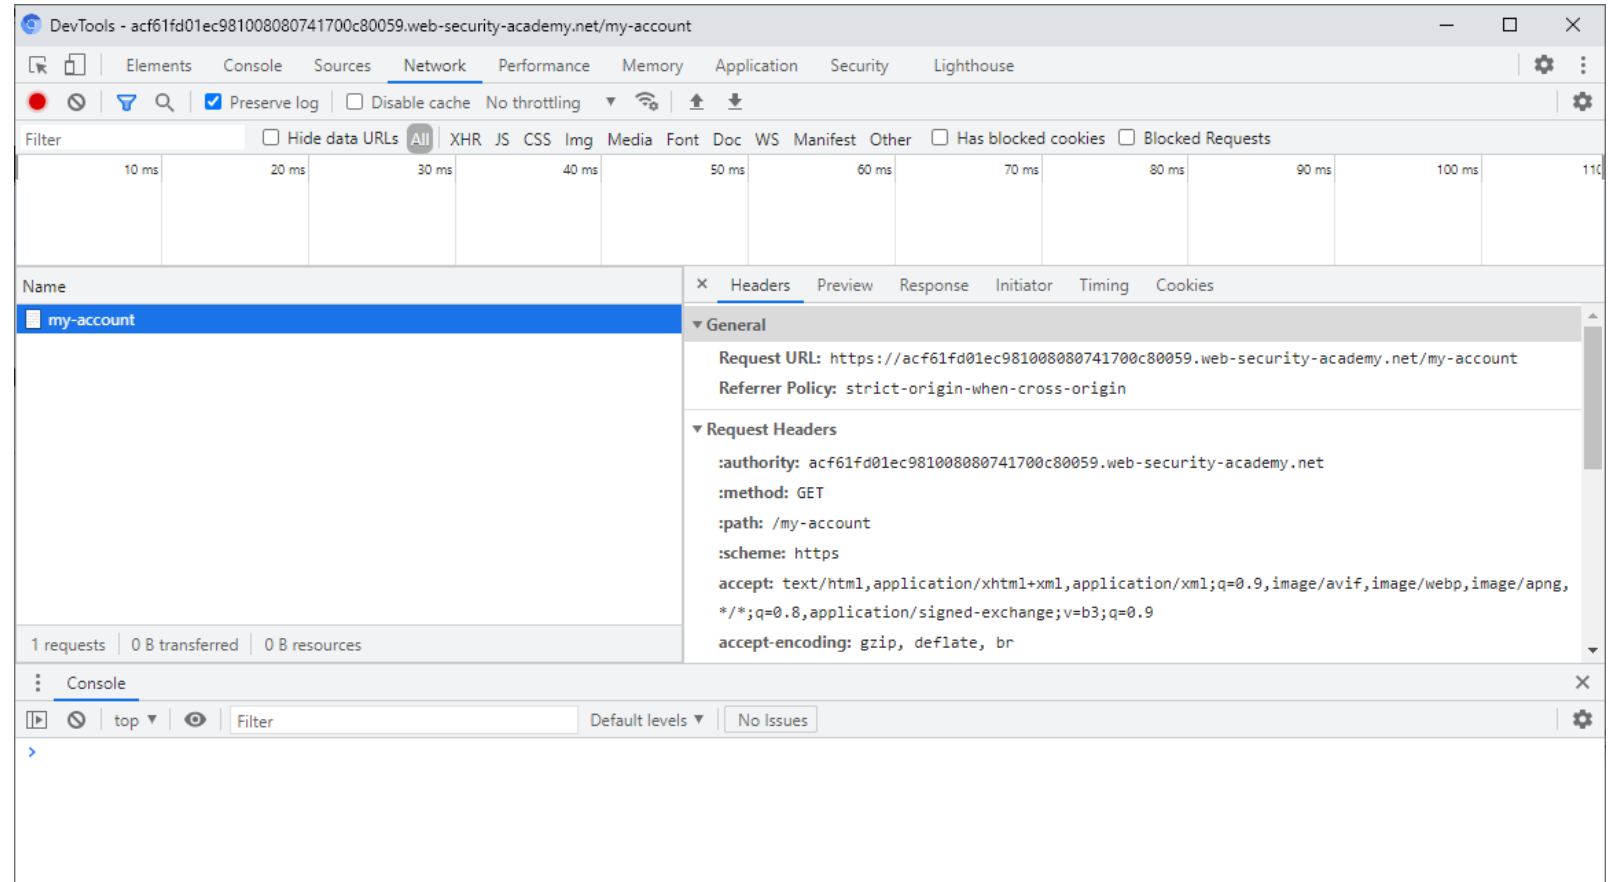 DevTools - acf61fd01ec981008080741700c80059.web-security-academy.net/my-account
Elements Console Sources Network Performance Memory Application Security Lighthouse
Preserve log Disable cache No throttling
Filter Hide data URLs All XHR JS CSS Img Media Font Doc WS Manifest Other Has blocked cookies Blocked Requests
10 ms 20 ms 30 ms 40 ms 50 ms 60 ms 70 ms 80 ms 90 ms 100 ms 110
Name
my-account
1 requests 0 B transferred 0 B resources
× Headers Preview Response Initiator Timing Cookies
General
Request URL: https://acf61fd01ec981008080741700c80059.web-security-academy.net/my-account
Referrer Policy: strict-origin-when-cross-origin
Request Headers
:authority: acf61fd01ec981008080741700c80059.web-security-academy.net
:method: GET
:path: /my-account
:scheme: https
accept: text/html,application/xhtml+xml,application/xml;q=0.9,image/avif,image/webp,image/apng,
*/*;q=0.8,application/signed-exchange;v=b3;q=0.9
accept-encoding: gzip, deflate, br
Console
top Filter Default levels No Issues
>